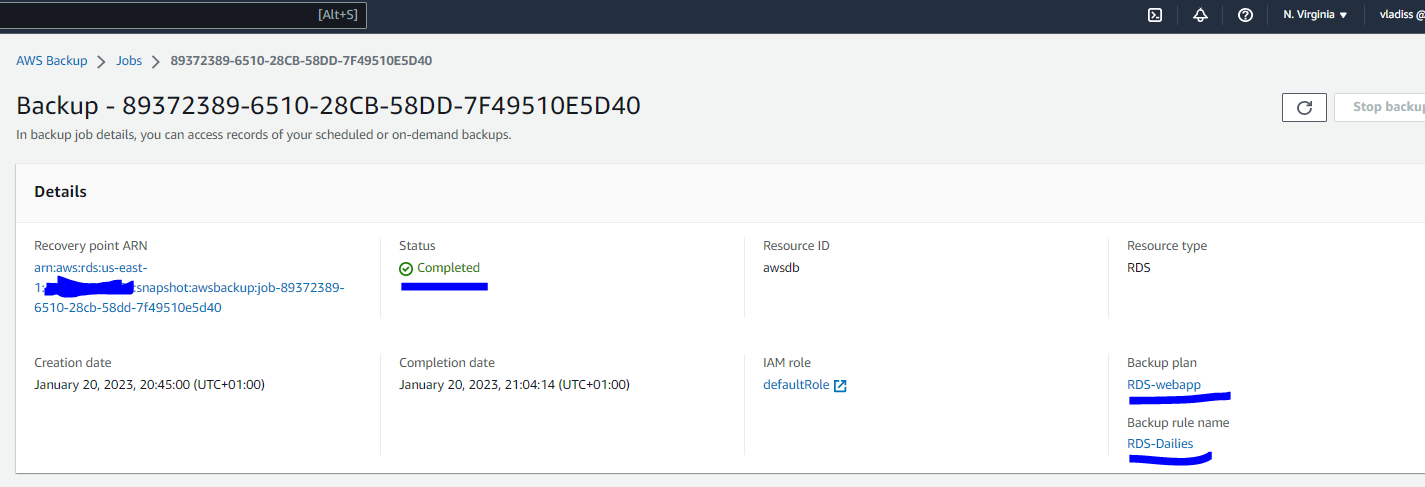 [Alt+S]
N. Virginia
vladiss @
AWS Backup
Jobs
89372389-6510-28CB-58DD-7F49510E5D40
Backup - 89372389-6510-28CB-58DD-7F49510E5D40
In backup job details, you can access records of your scheduled or on-demand backups.
Stop backup
Details
Recovery point ARN
arn:aws:rds:us-east-
1: :snapshot:awsbackup:job-89372389-
6510-28cb-58dd-7f49510e5d40
Status
Completed
Resource ID
awsdb
Resource type
RDS
Creation date
January 20, 2023, 20:45:00 (UTC+01:00)
Completion date
January 20, 2023, 21:04:14 (UTC+01:00)
IAM role
defaultRole
Backup plan
RDS-webapp
Backup rule name
RDS-Dailies